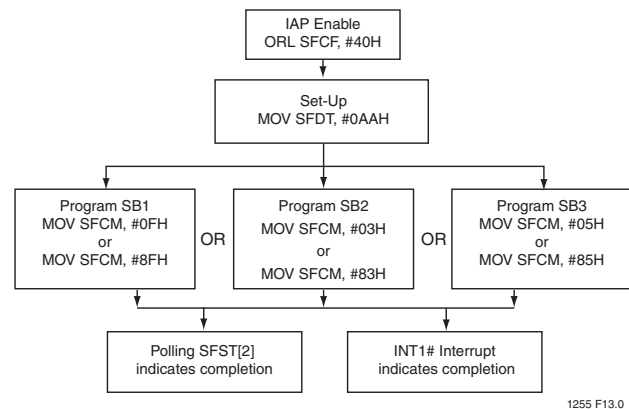 IAP Enable
ORL SFCF, #40H
Set-Up
MOV SFDT, #0AAH
Program SB1
MOV SFCM, #0FH
or
MOV SFCM, #8FH
OR
Program SB2
MOV SFCM, #03H
or
MOV SFCM, #83H
OR
Program SB3
MOV SFCM, #05H
or
MOV SFCM, #85H
Polling SFST[2]
indicates completion
INT1# Interrupt
indicates completion
1255 F13.0